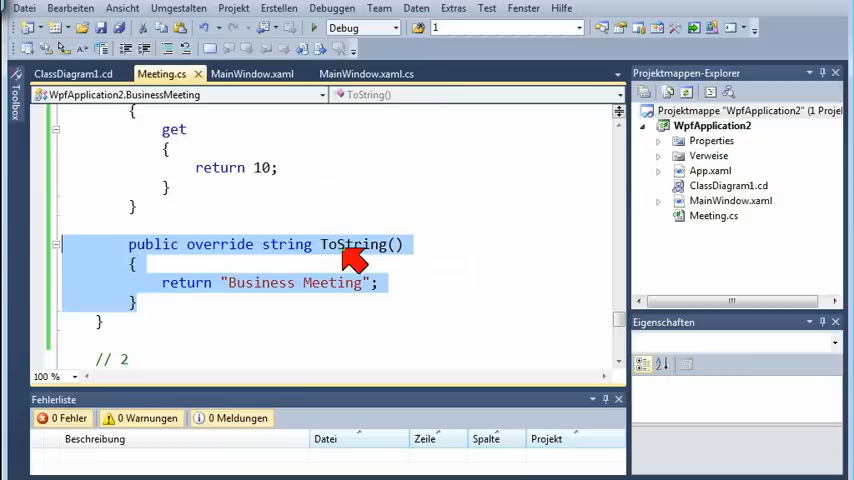 Datei Bearbeiten Ansicht Umgestalten Projekt Erstellen Debuggen Team Daten Extras Test Fenster Hilfe
Debug 1
ClassDiagram1.cd Meeting.cs MainWindow.xaml MainWindow.xaml.cs
Projektmappen-Explorer
WpfApplication2.BusinessMeeting ToString()
Toolbox
{
get
{
return 10;
}
}
public override string ToString()
{
return "Business Meeting";
}
}
// 2
100 %
Projektmappe "WpfApplication2" (1 Proj
WpfApplication2
Properties
Verweise
App.xaml
ClassDiagram1.cd
MainWindow.xaml
Meeting.cs
Eigenschaften
Fehlerliste
0 Fehler 0 Warnungen 0 Meldungen
Beschreibung Datei Zeile Spalte Projekt